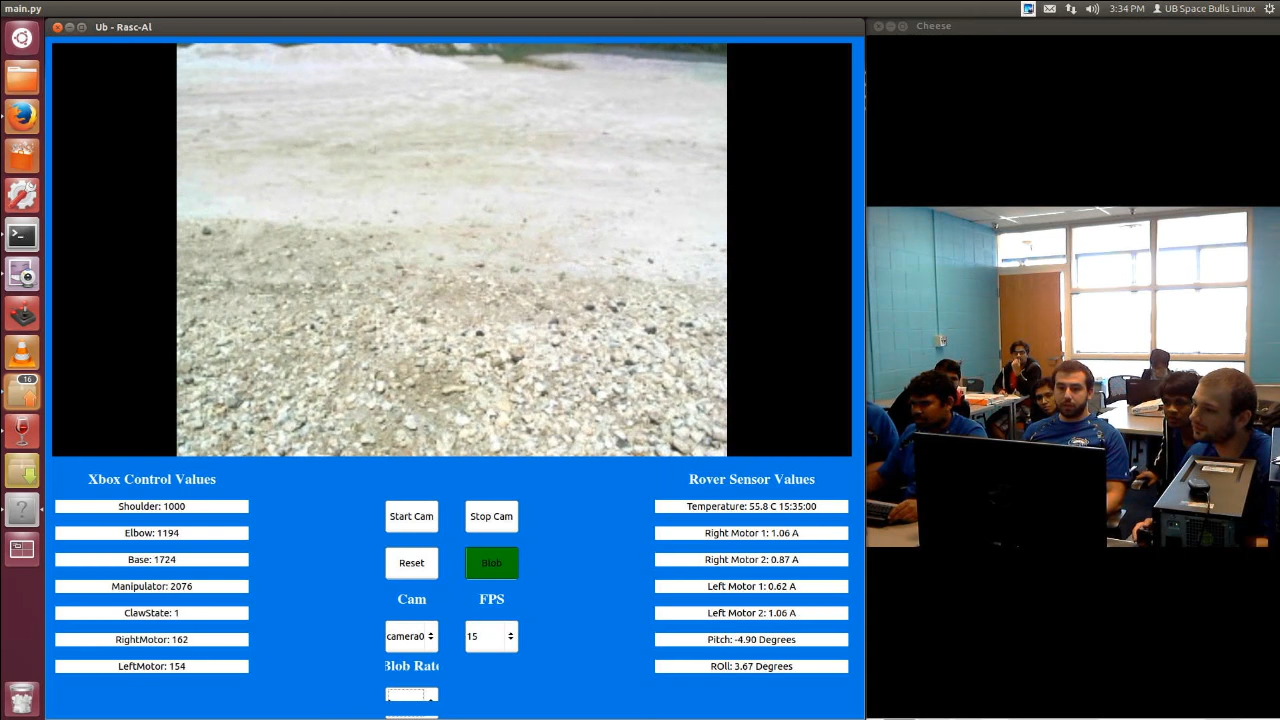 main.py
3:34 PM
UB Space Bulls Linux
Ub - Rasc-Al
Cheese
16
Xbox Control Values
Shoulder: 1000
Elbow: 1194
Base: 1724
Manipulator: 2076
ClawState: 1
RightMotor: 162
LeftMotor: 154
Start Cam
Stop Cam
Reset
Blob
Cam
FPS
camera0
15
Blob Rate
Rover Sensor Values
Temperature: 55.8 C 15:35:00
Right Motor 1: 1.06 A
Right Motor 2: 0.87 A
Left Motor 1: 0.62 A
Left Motor 2: 1.06 A
Pitch: -4.90 Degrees
ROll: 3.67 Degrees